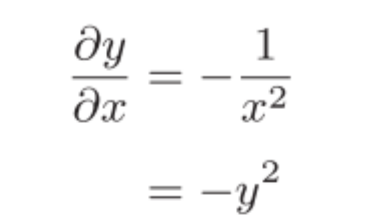 ∂y/∂x = −1/x²
= −y²